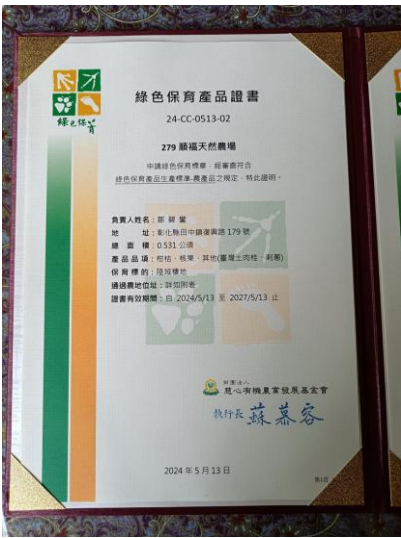 綠色保育
綠色保育產品證書
24-CC-0513-02
279 順福天然農場
申請綠色保育標章，經審查符合
綠色保育產品生產標準-農產品之規定，特此證明。
負責人姓名：鄒 碧 鑾
地 址：彰化縣田中鎮復興路 179 號
總 面 積：0.531 公頃
產 品 品 項：柑桔、核果、其他(臺灣土肉桂、刺蔥)
保 育 標 的：陸域棲地
通過農地位址：詳如附表
證書有效期間：自 2024/5/13 至 2027/5/13 止
財團法人
慈心有機農業發展基金會
執行長 蘇慕容
2024 年 5 月 13 日